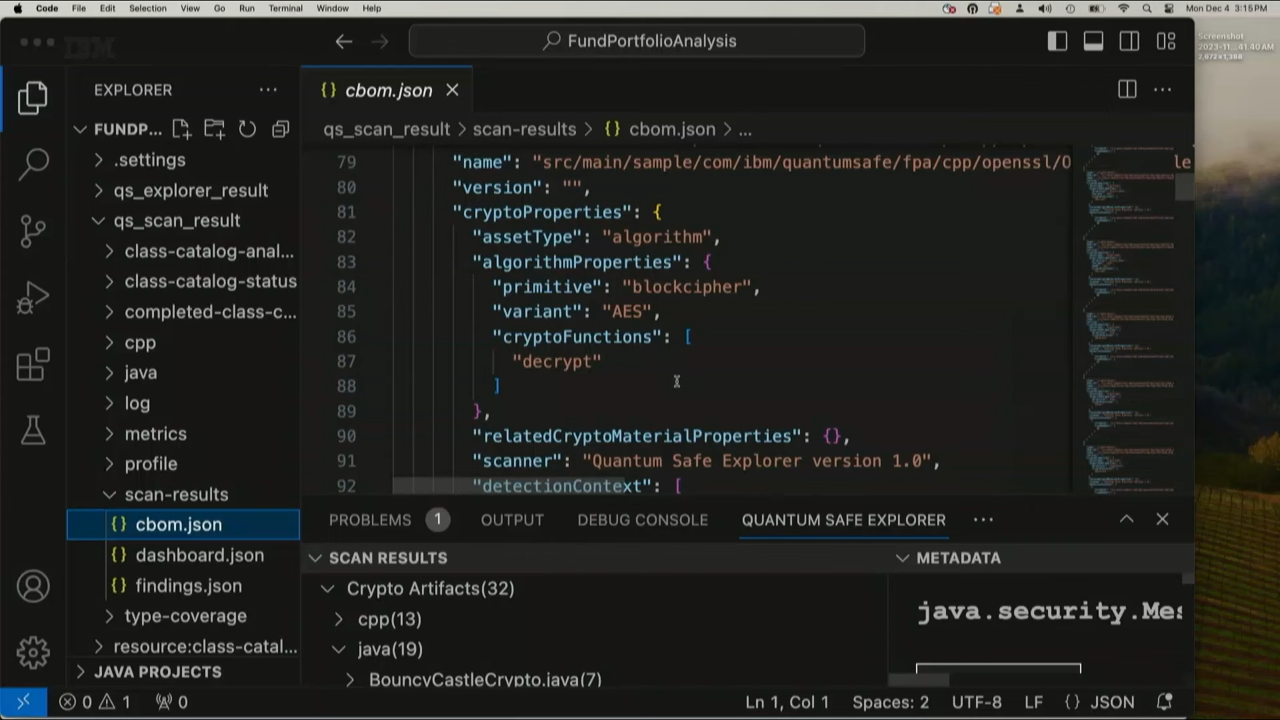 Code File Edit Selection View Go Run Terminal Window Help Mon Dec 4 3:15 PM
Screenshot
2023-11...41.40 AM
FundPortfolioAnalysis
EXPLORER
FUNDP...
.settings
qs_explorer_result
qs_scan_result
class-catalog-anal...
class-catalog-status
completed-class-c...
cpp
java
log
metrics
profile
scan-results
{} cbom.json
{} dashboard.json
{} findings.json
type-coverage
resource:class-catal...
JAVA PROJECTS
{} cbom.json
qs_scan_result > scan-results > {} cbom.json > ...
79 "name": "src/main/sample/com/ibm/quantumsafe/fpa/cpp/openssl/O
80 "version": "",
81 "cryptoProperties": {
82 "assetType": "algorithm",
83 "algorithmProperties": {
84 "primitive": "blockcipher",
85 "variant": "AES",
86 "cryptoFunctions": [
87 "decrypt"
88 ]
89 },
90 "relatedCryptoMaterialProperties": {},
91 "scanner": "Quantum Safe Explorer version 1.0",
92 "detectionContext": [
PROBLEMS 1 OUTPUT DEBUG CONSOLE QUANTUM SAFE EXPLORER ...
SCAN RESULTS
Crypto Artifacts(32)
cpp(13)
java(19)
BouncyCastleCrypto.java(7)
METADATA
java.security.Mes
0 1 0 Ln 1, Col 1 Spaces: 2 UTF-8 LF {} JSON